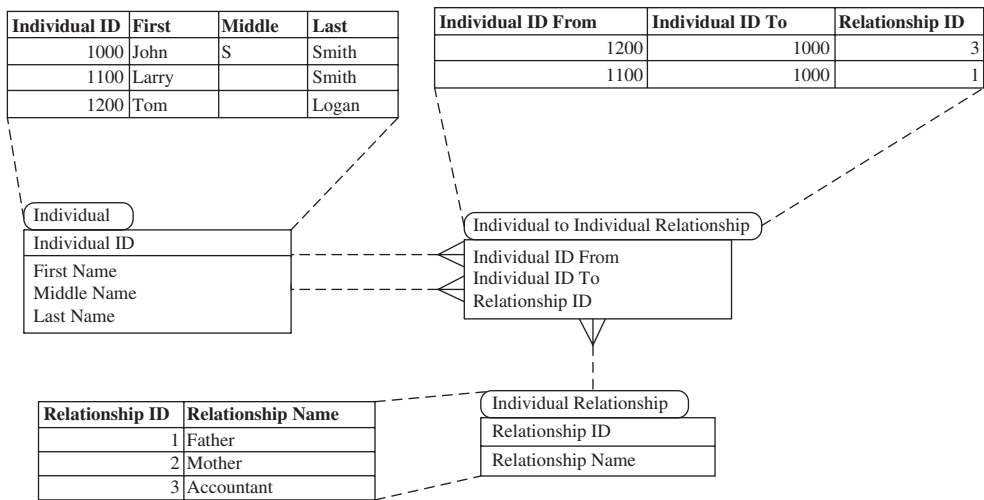 Individual ID First Middle Last
1000 John S Smith
1100 Larry Smith
1200 Tom Logan
Individual ID From Individual ID To Relationship ID
1200 1000 3
1100 1000 1
Individual
Individual ID
First Name
Middle Name
Last Name
Individual to Individual Relationship
Individual ID From
Individual ID To
Relationship ID
Relationship ID Relationship Name
1 Father
2 Mother
3 Accountant
Individual Relationship
Relationship ID
Relationship Name